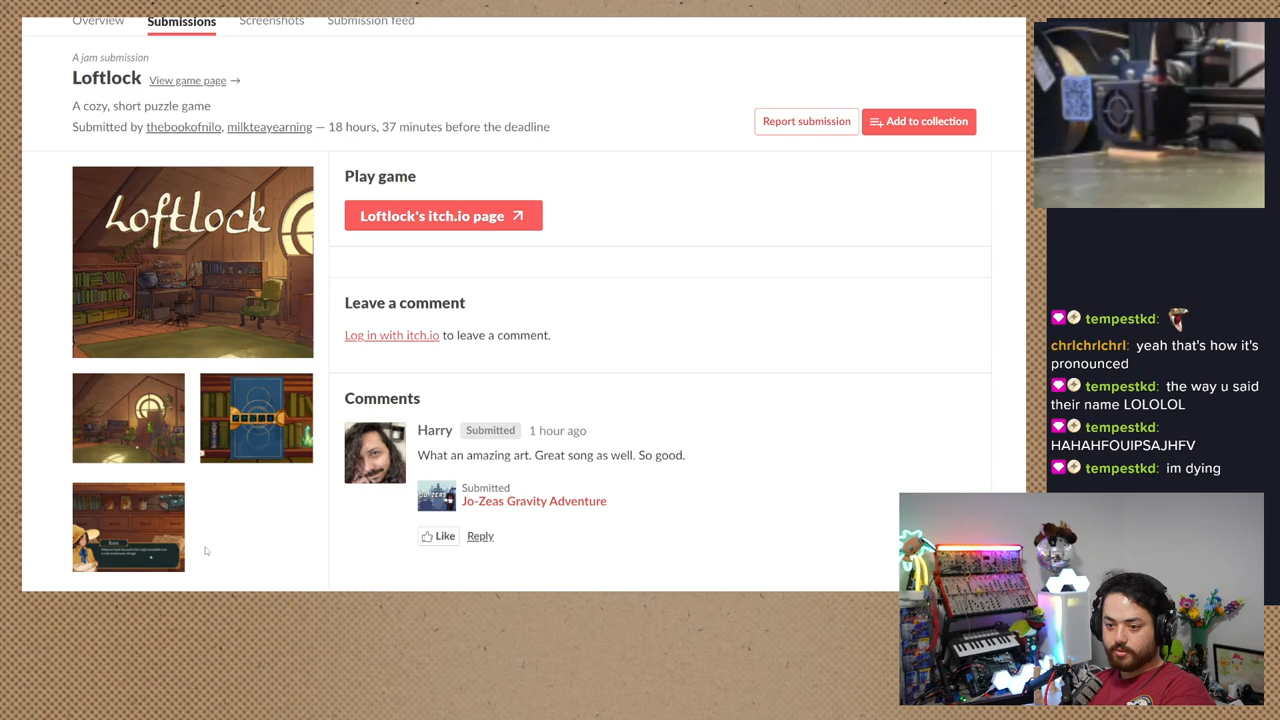 Overview Submissions Screenshots Submission feed
A jam submission
Loftlock View game page →
A cozy, short puzzle game
Submitted by thebookofnilo, milkteayearning — 18 hours, 37 minutes before the deadline
Report submission Add to collection
Loftlock
Play game
Loftlock's itch.io page
Leave a comment
Log in with itch.io to leave a comment.
Comments
Harry Submitted 1 hour ago
What an amazing art. Great song as well. So good.
Submitted
Jo-Zeas Gravity Adventure
Like Reply
tempestkd:
chrlchrlchrl: yeah that's how it's
pronounced
tempestkd: the way u said
their name LOLOLOL
tempestkd:
HAHAHFOUIPSAJHFV
tempestkd: im dying